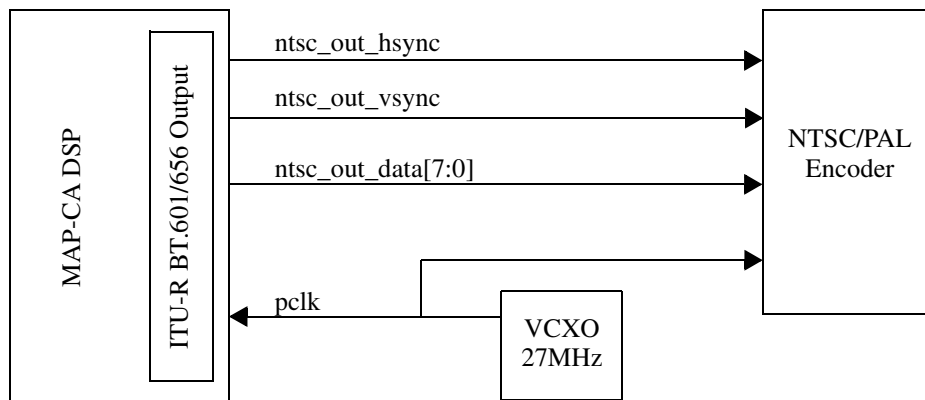 MAP-CA DSP
ITU-R BT.601/656 Output
ntsc_out_hsync
ntsc_out_vsync
ntsc_out_data[7:0]
pclk
VCXO
27MHz
NTSC/PAL
Encoder